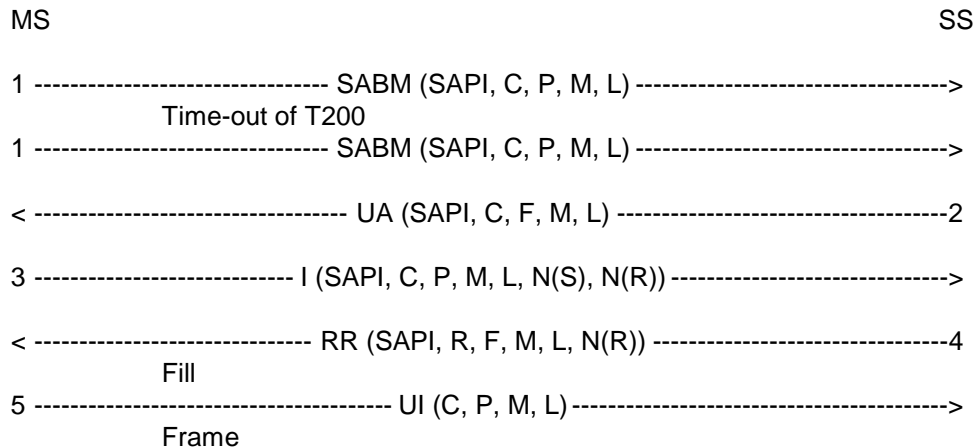 MS SS
1 --------------------------------- SABM (SAPI, C, P, M, L) ----------------------------------->
Time-out of T200
1 --------------------------------- SABM (SAPI, C, P, M, L) ----------------------------------->
< ----------------------------------- UA (SAPI, C, F, M, L) -------------------------------------2
3 ----------------------------- I (SAPI, C, P, M, L, N(S), N(R)) ------------------------------->
< ------------------------------- RR (SAPI, R, F, M, L, N(R)) ---------------------------------4
Fill
5 ---------------------------------------- UI (C, P, M, L) ------------------------------------------>
Frame